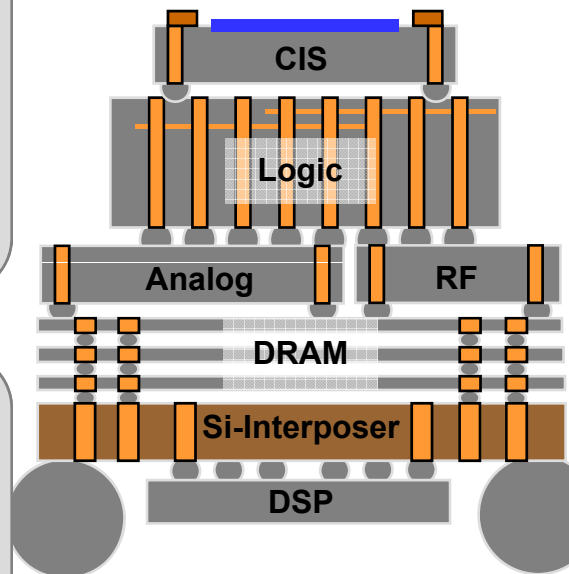 CIS
Logic
Analog
RF
DRAM
Si-Interposer
DSP